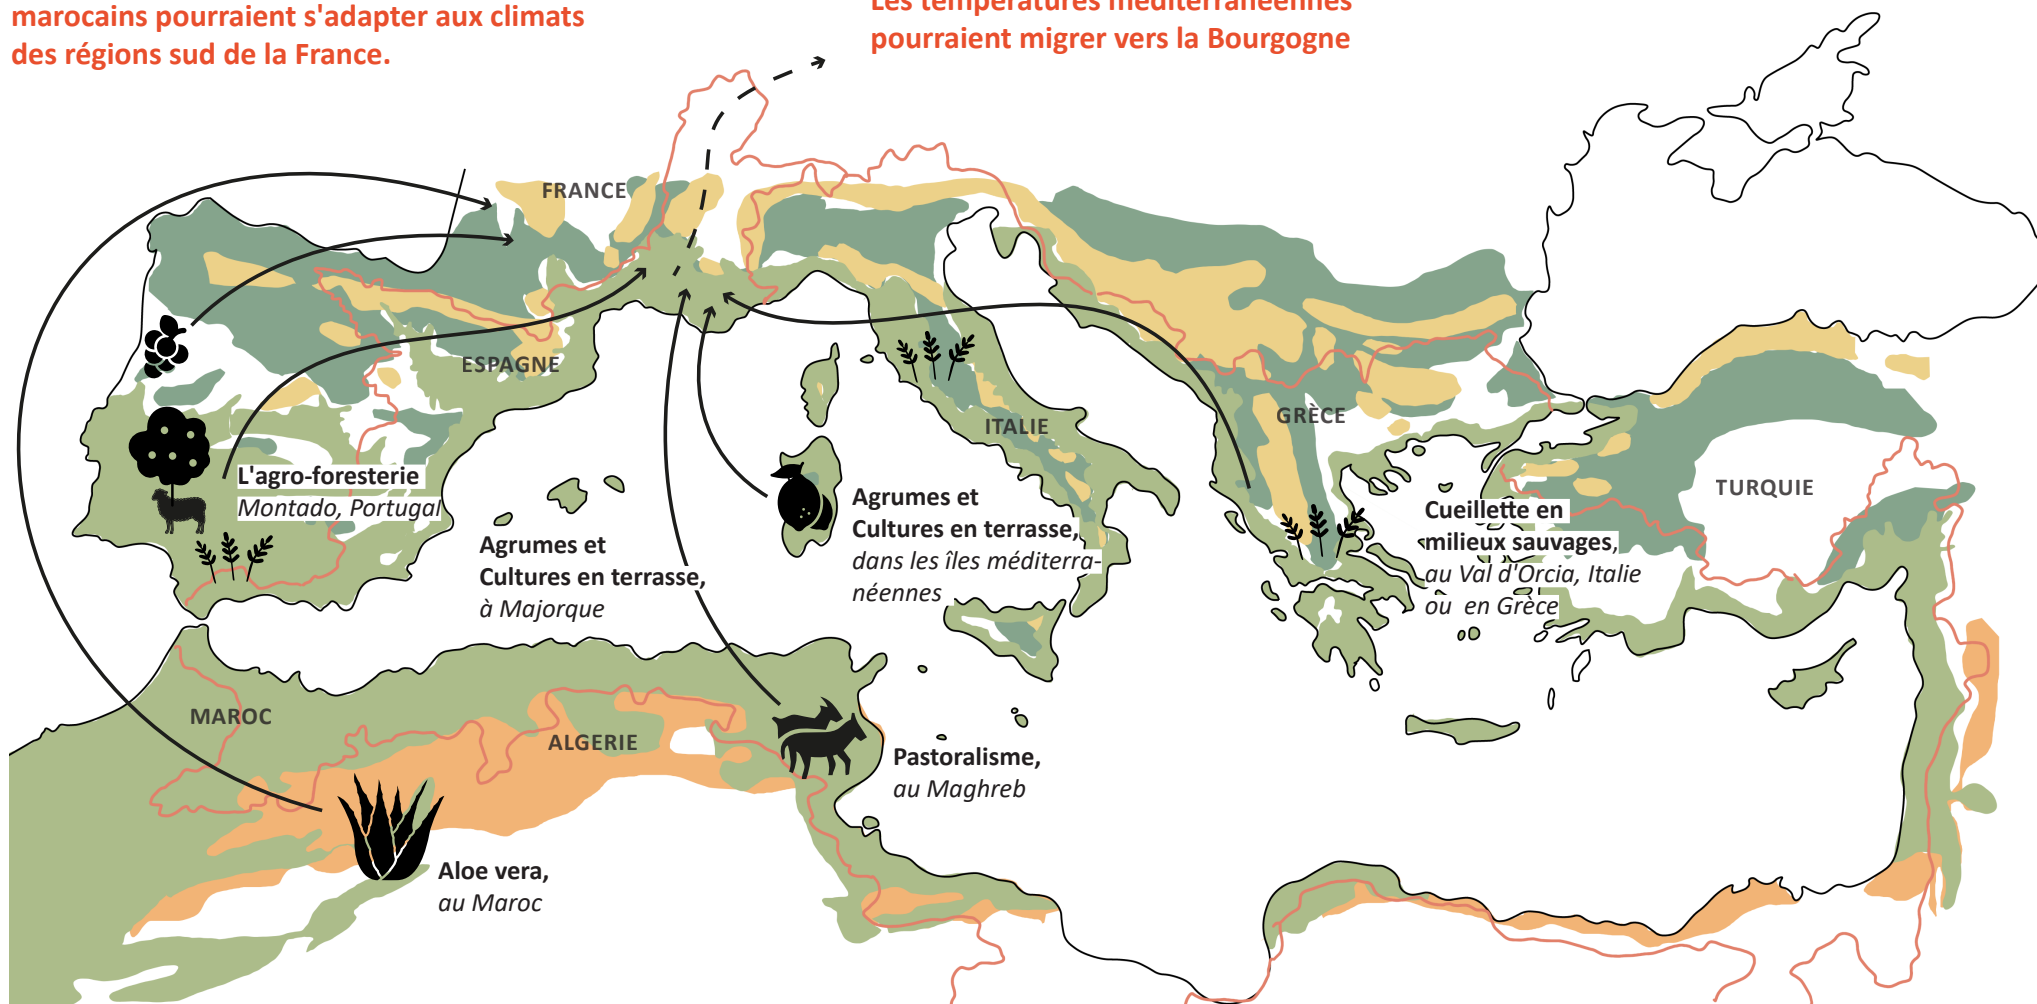 marocains pourraient s'adapter aux climats
des régions sud de la France.
Les températures méditerranéennes
pourraient migrer vers la Bourgogne
FRANCE
ESPAGNE
ITALIE
GRÈCE
TURQUIE
MAROC
ALGERIE
L'agro-foresterie
Montado, Portugal
Agrumes et
Cultures en terrasse,
à Majorque
Agrumes et
Cultures en terrasse,
dans les îles méditerra-
néennes
Cueillette en
milieux sauvages,
au Val d'Orcia, Italie
ou en Grèce
Pastoralisme,
au Maghreb
Aloe vera,
au Maroc